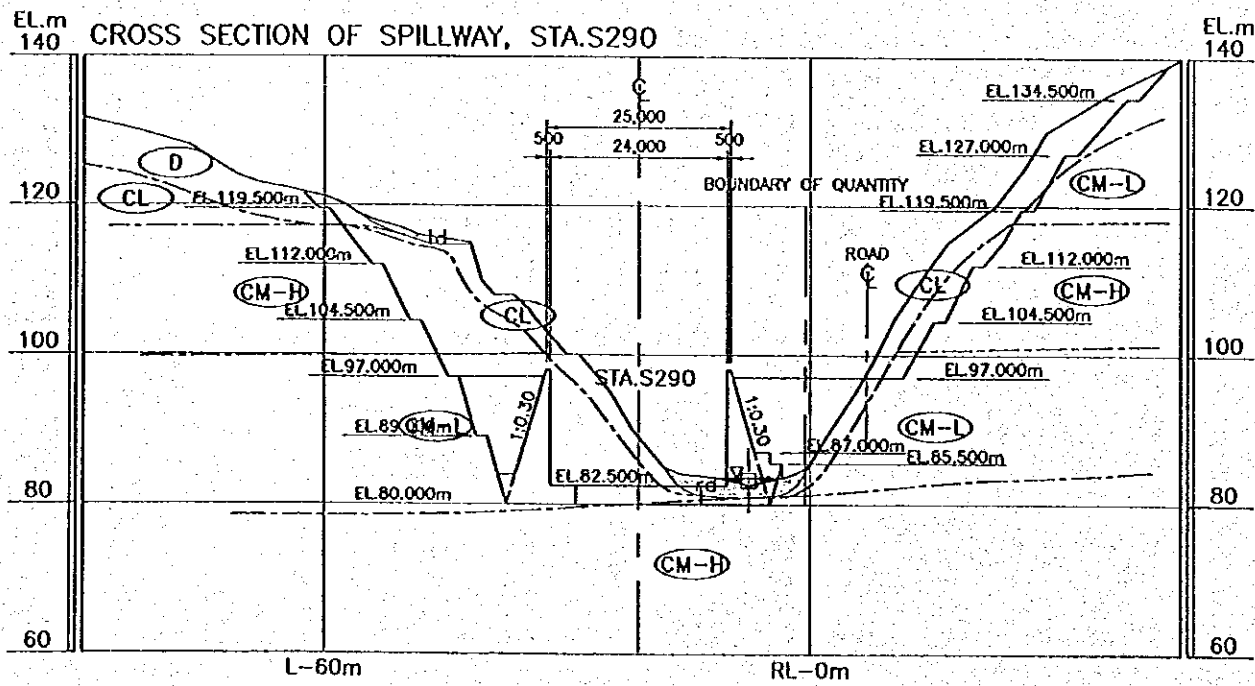 EL.m
140
CROSS SECTION OF SPILLWAY, STA.S290
EL.m
140
℄
25,000
500
24,000
500
EL.134.500m
EL.127.000m
D
CL
120
EL.119.500m
BOUNDARY OF QUANTITY
EL.119.500m
CM-L
120
ld
EL.112.000m
ROAD
℄
EL.112.000m
CM-H
CL
CL
CM-H
EL.104.500m
EL.104.500m
100
EL.97.000m
STA.S290
EL.97.000m
100
1:0.30
1:0.30
CM-L
EL.87.000m
EL.85.500m
EL.82.500m
rd
80
EL.80.000m
80
CM-H
60
L-60m
RL-0m
60